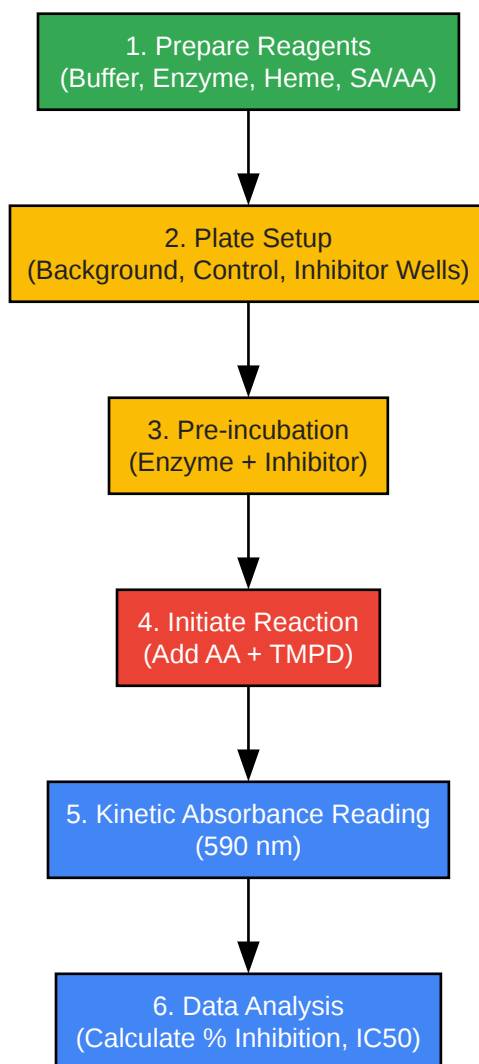 1. Prepare Reagents
(Buffer, Enzyme, Heme, SA/AA)
2. Plate Setup
(Background, Control, Inhibitor Wells)
3. Pre-incubation
(Enzyme + Inhibitor)
4. Initiate Reaction
(Add AA + TMPD)
5. Kinetic Absorbance Reading
(590 nm)
6. Data Analysis
(Calculate % Inhibition, IC50)